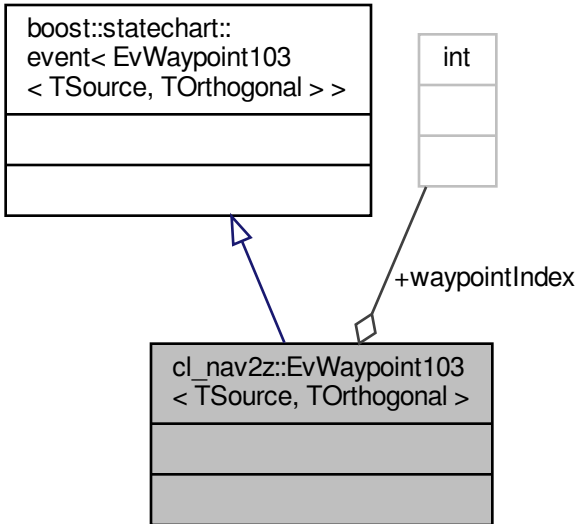 boost::statechart::
event< EvWaypoint103
< TSource, TOrthogonal > >
int
+waypointIndex
cl_nav2z::EvWaypoint103
< TSource, TOrthogonal >